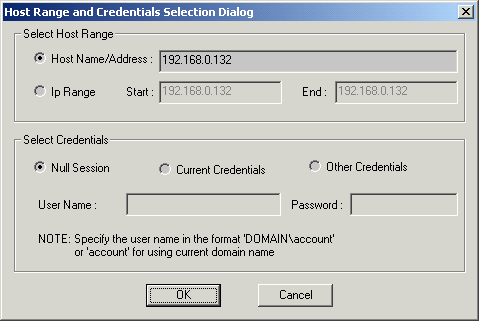 Host Range and Credentials Selection Dialog
Select Host Range
Host Name/Address : 192.168.0.132
Ip Range Start : 192.168.0.132 End : 192.168.0.132
Select Credentials
Null Session Current Credentials Other Credentials
User Name : Password :
NOTE: Specify the user name in the format 'DOMAIN\account'
or 'account' for using current domain name
OK Cancel